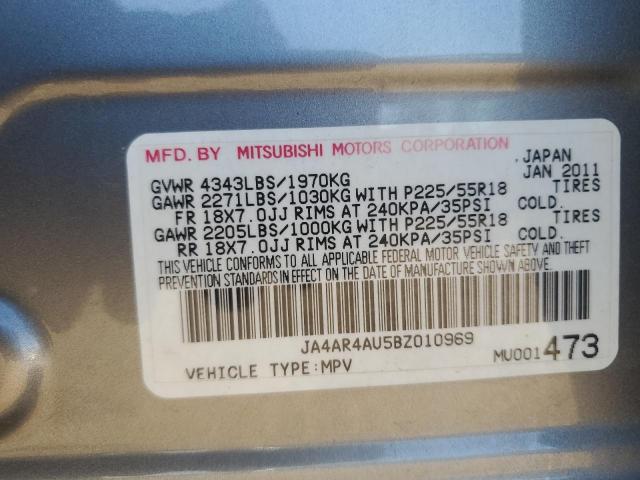 MFD. BY MITSUBISHI MOTORS CORPORATION .JAPAN
GVWR 4343LBS/1970KG JAN 2011
GAWR 2271LBS/1030KG WITH P225/55R18 TIRES
FR 18X7.0JJ RIMS AT 240KPA/35PSI COLD.
GAWR 2205LBS/1000KG WITH P225/55R18 TIRES
RR 18X7.0JJ RIMS AT 240KPA/35PSI COLD.
THIS VEHICLE CONFORMS TO ALL APPLICABLE FEDERAL MOTOR VEHICLE SAFETY AND THEFT
PREVENTION STANDARDS IN EFFECT ON THE DATE OF MANUFACTURE SHOWN ABOVE.
JA4AR4AU5BZ010969
VEHICLE TYPE:MPV MU001473